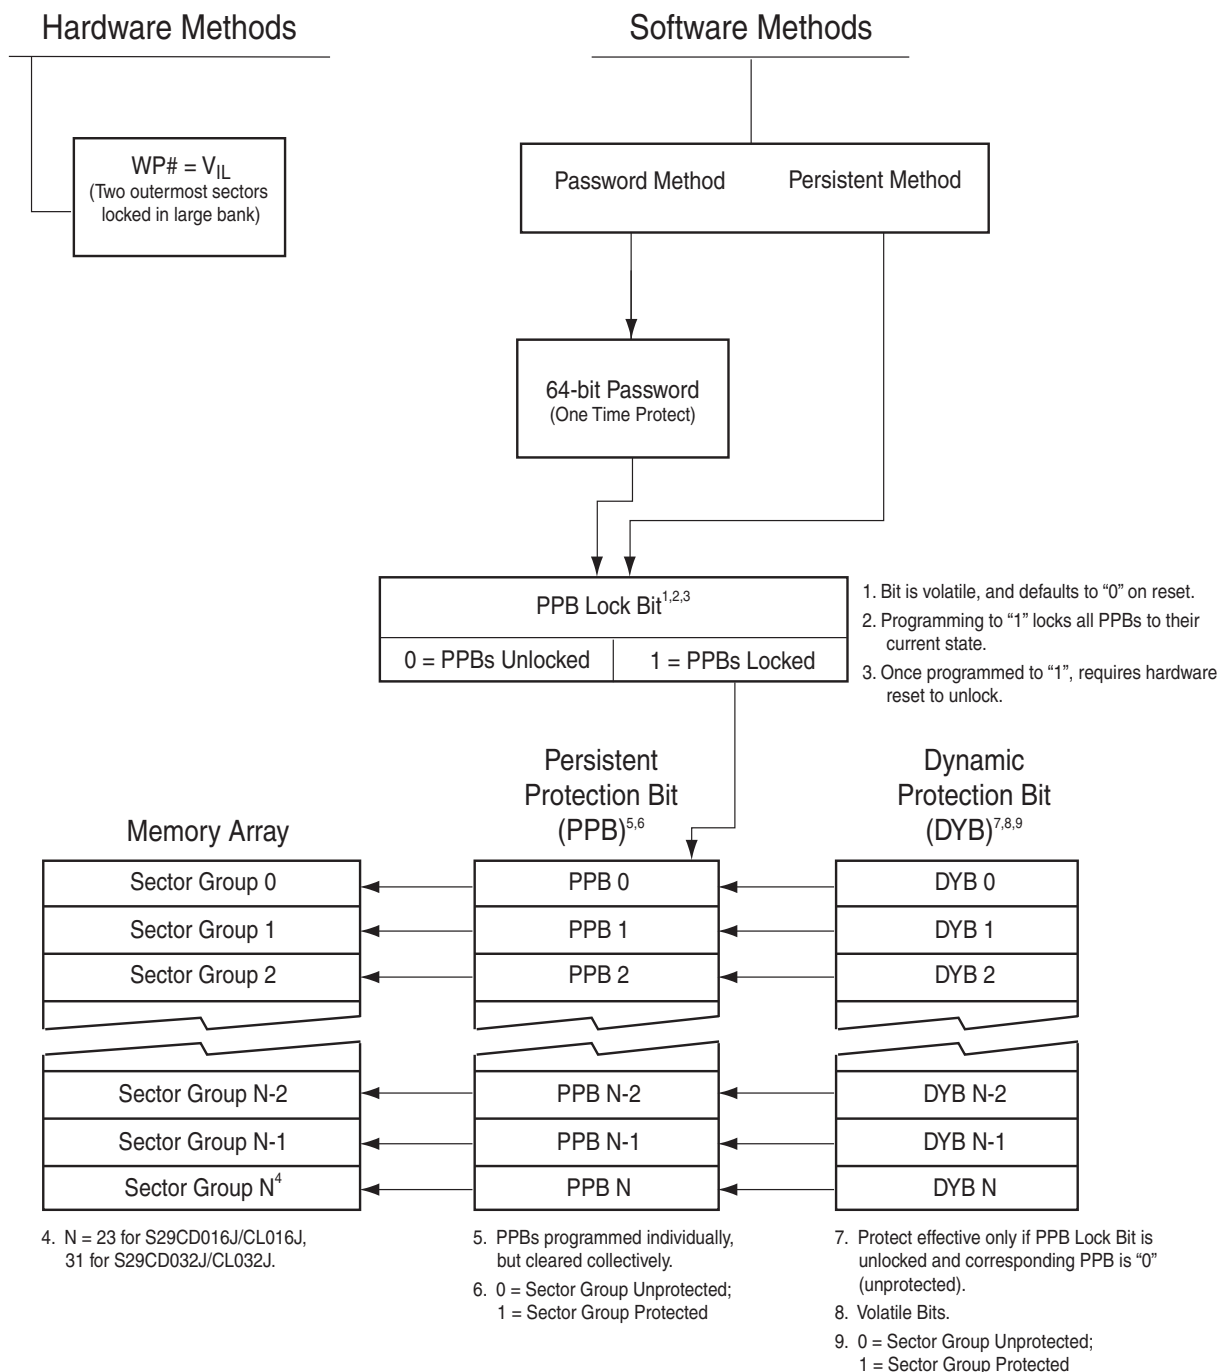 Hardware Methods
Software Methods
WP# = VIL
(Two outermost sectors
locked in large bank)
Password Method
Persistent Method
64-bit Password
(One Time Protect)
PPB Lock Bit1,2,3
0 = PPBs Unlocked
1 = PPBs Locked
1. Bit is volatile, and defaults to “0” on reset.
2. Programming to “1” locks all PPBs to their
current state.
3. Once programmed to “1”, requires hardware
reset to unlock.
Memory Array
Persistent
Protection Bit
(PPB)5,6
Dynamic
Protection Bit
(DYB)7,8,9
Sector Group 0
PPB 0
DYB 0
Sector Group 1
PPB 1
DYB 1
Sector Group 2
PPB 2
DYB 2
Sector Group N-2
PPB N-2
DYB N-2
Sector Group N-1
PPB N-1
DYB N-1
Sector Group N4
PPB N
DYB N
4. N = 23 for S29CD016J/CL016J,
31 for S29CD032J/CL032J.
5. PPBs programmed individually,
but cleared collectively.
6. 0 = Sector Group Unprotected;
1 = Sector Group Protected
7. Protect effective only if PPB Lock Bit is
unlocked and corresponding PPB is “0”
(unprotected).
8. Volatile Bits.
9. 0 = Sector Group Unprotected;
1 = Sector Group Protected